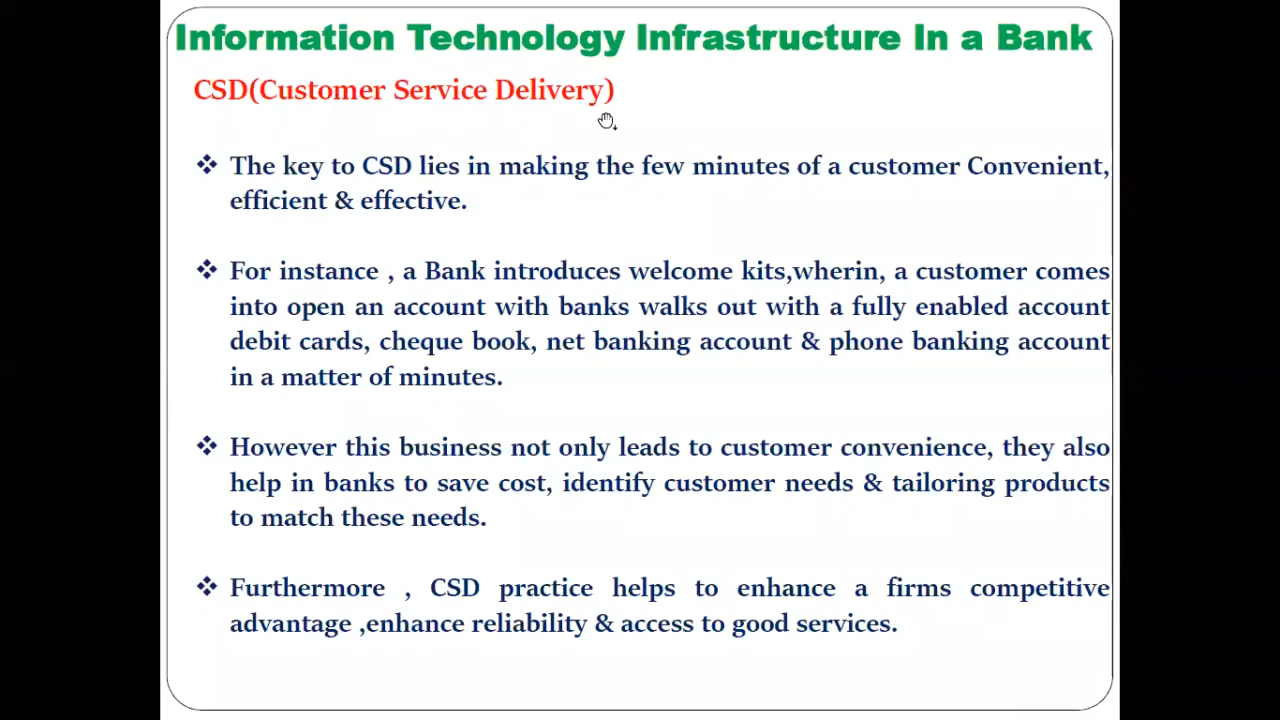 Information Technology Infrastructure In a Bank
CSD(Customer Service Delivery)
❖ The key to CSD lies in making the few minutes of a customer Convenient,
efficient & effective.
❖ For instance , a Bank introduces welcome kits,wherin, a customer comes
into open an account with banks walks out with a fully enabled account
debit cards, cheque book, net banking account & phone banking account
in a matter of minutes.
❖ However this business not only leads to customer convenience, they also
help in banks to save cost, identify customer needs & tailoring products
to match these needs.
❖ Furthermore , CSD practice helps to enhance a firms competitive
advantage ,enhance reliability & access to good services.